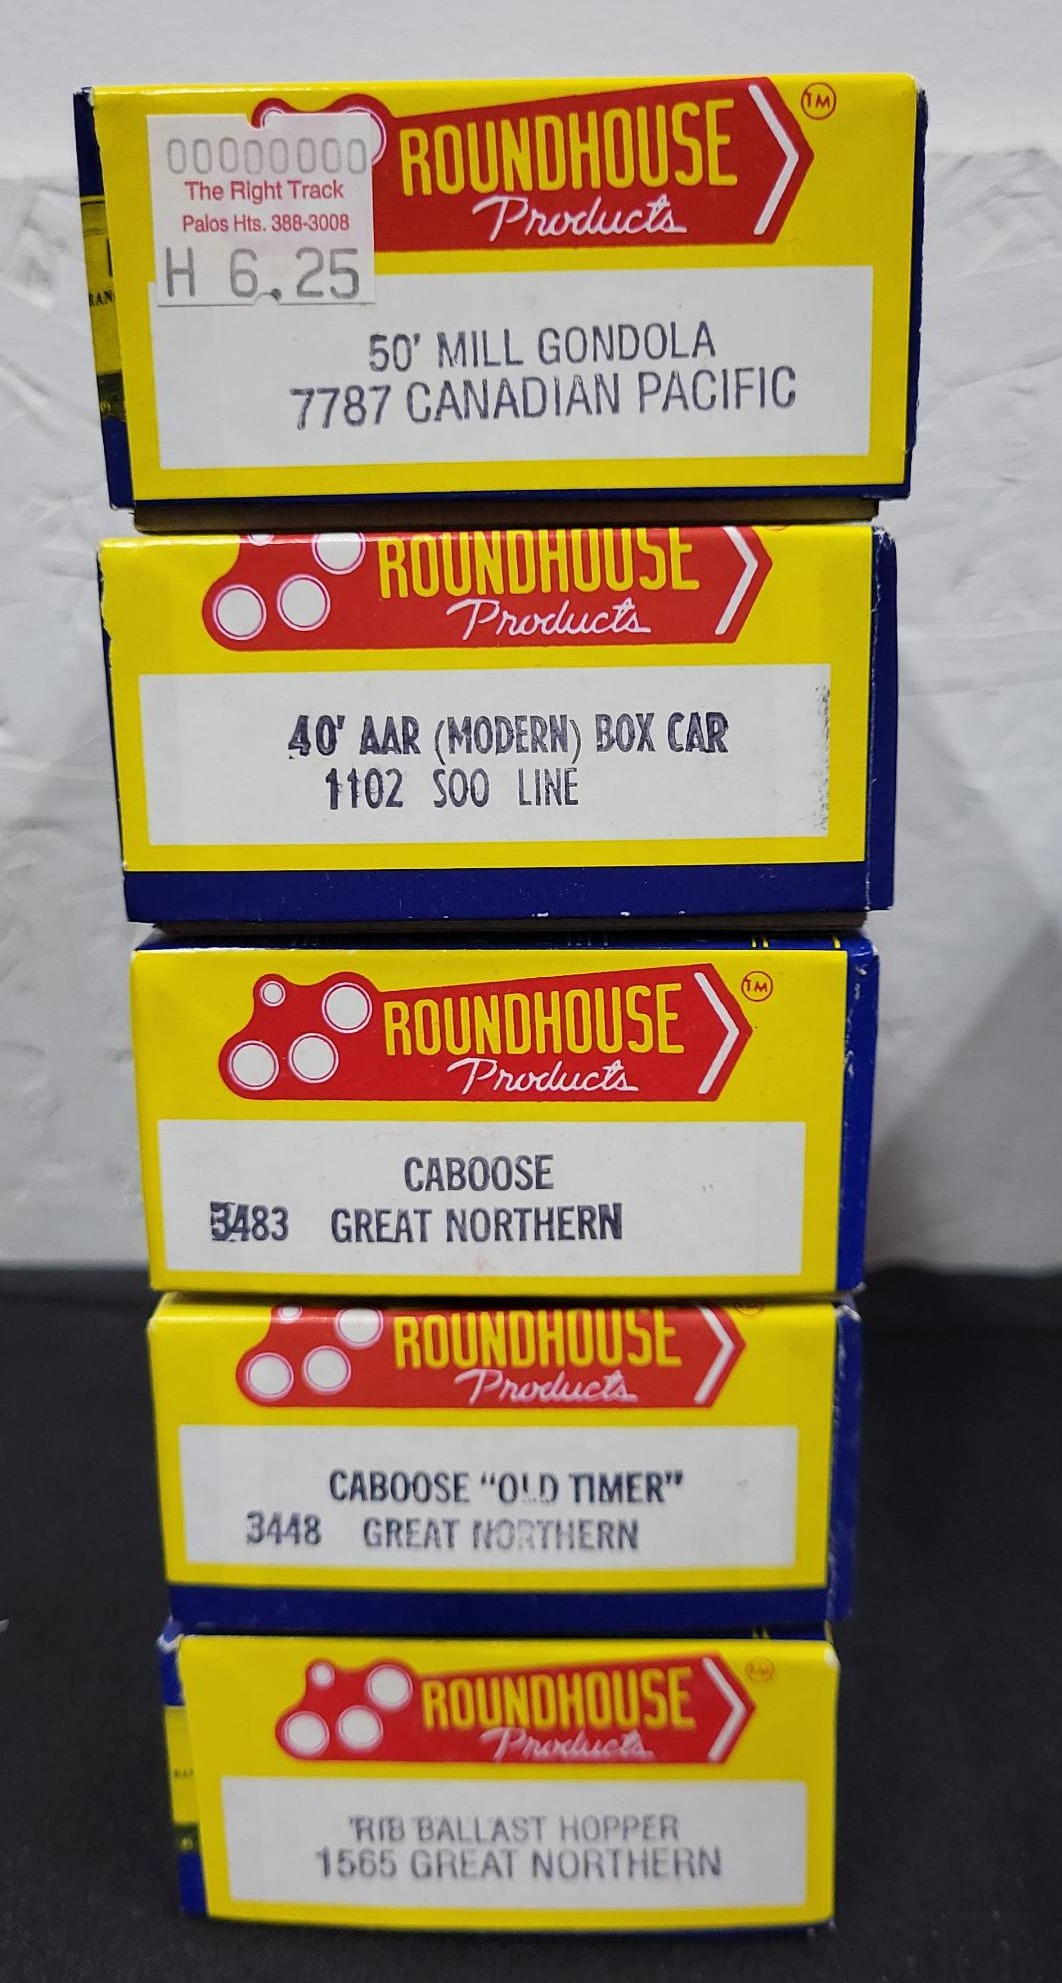 00000000
The Right Track
Palos Hts. 388-3008
H 6.25
ROUNDHOUSE
Products
TM
50' MILL GONDOLA
7787 CANADIAN PACIFIC
ROUNDHOUSE
Products
40' AAR (MODERN) BOX CAR
1102 SOO LINE
ROUNDHOUSE
Products
TM
CABOOSE
3483 GREAT NORTHERN
ROUNDHOUSE
Products
CABOOSE "OLD TIMER"
3448 GREAT NORTHERN
ROUNDHOUSE
Products
TM
RIB BALLAST HOPPER
1565 GREAT NORTHERN